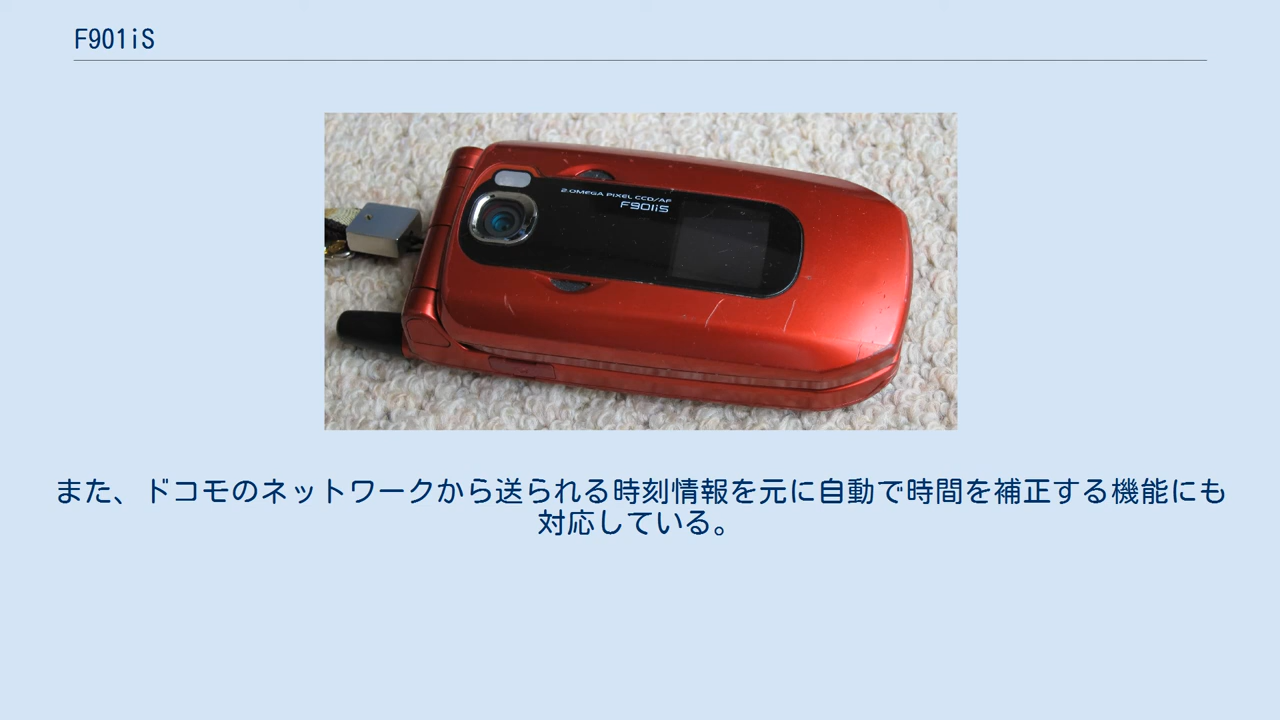 F901iS
2.0MEGA PIXEL CCD/AF
F901iS
また、ドコモのネットワークから送られる時刻情報を元に自動で時間を補正する機能にも
対応している。